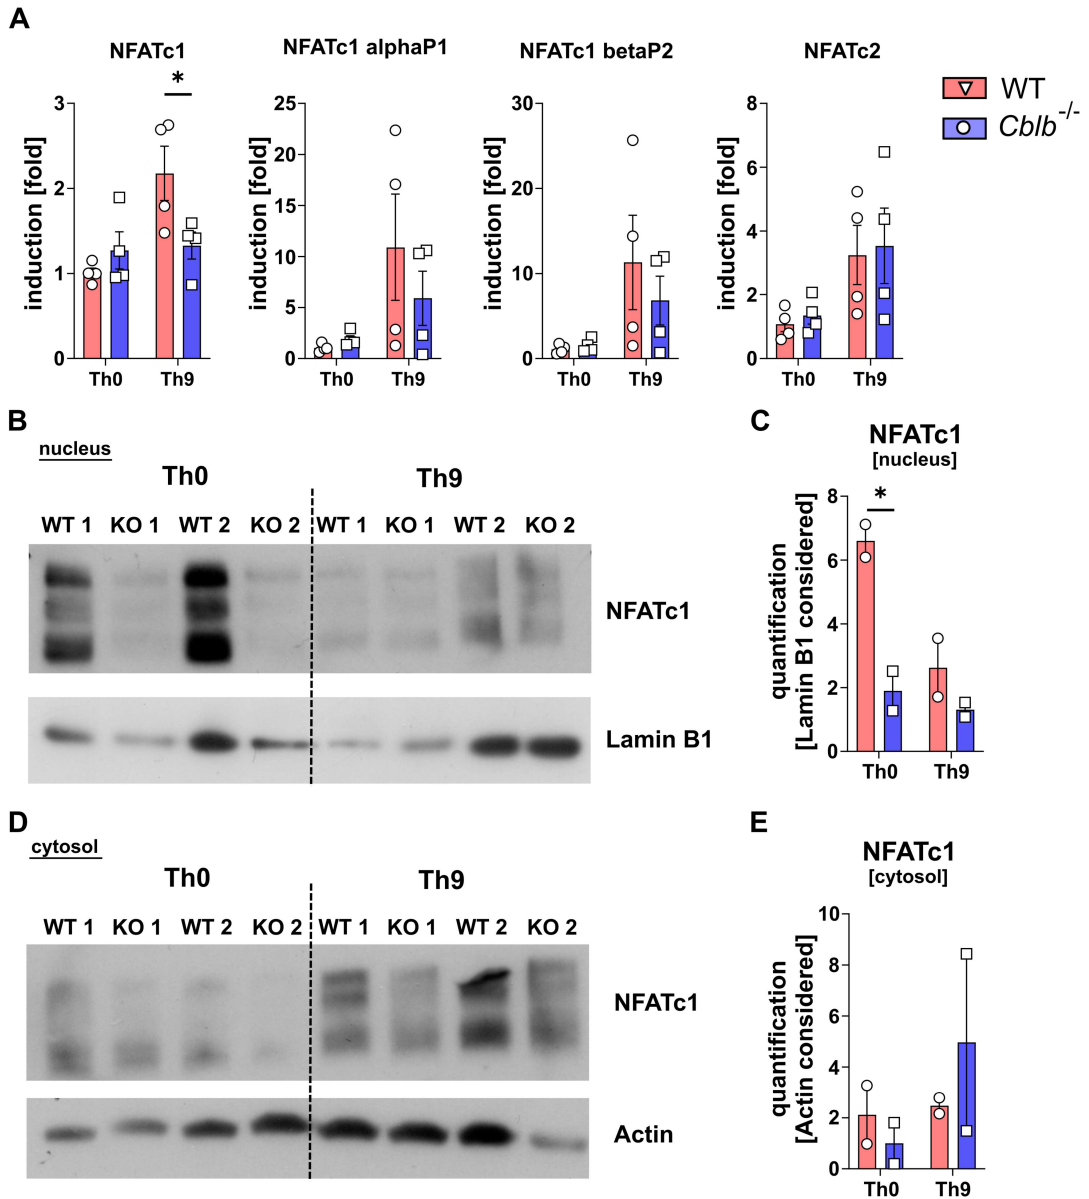 A
NFATc1
NFATc1 alphaP1
NFATc1 betaP2
NFATc2
WT
Cblb-/-
induction [fold]
3
2
1
0
*
Th0
Th9
induction [fold]
25
20
15
10
5
0
Th0
Th9
induction [fold]
30
20
10
0
Th0
Th9
induction [fold]
8
6
4
2
0
Th0
Th9
B
nucleus
Th0
Th9
WT 1 KO 1 WT 2 KO 2 WT 1 KO 1 WT 2 KO 2
NFATc1
Lamin B1
C
NFATc1
[nucleus]
quantification
[Lamin B1 considered]
8
6
4
2
0
*
Th0
Th9
D
cytosol
Th0
Th9
WT 1 KO 1 WT 2 KO 2 WT 1 KO 1 WT 2 KO 2
NFATc1
Actin
E
NFATc1
[cytosol]
quantification
[Actin considered]
10
8
6
4
2
0
Th0
Th9